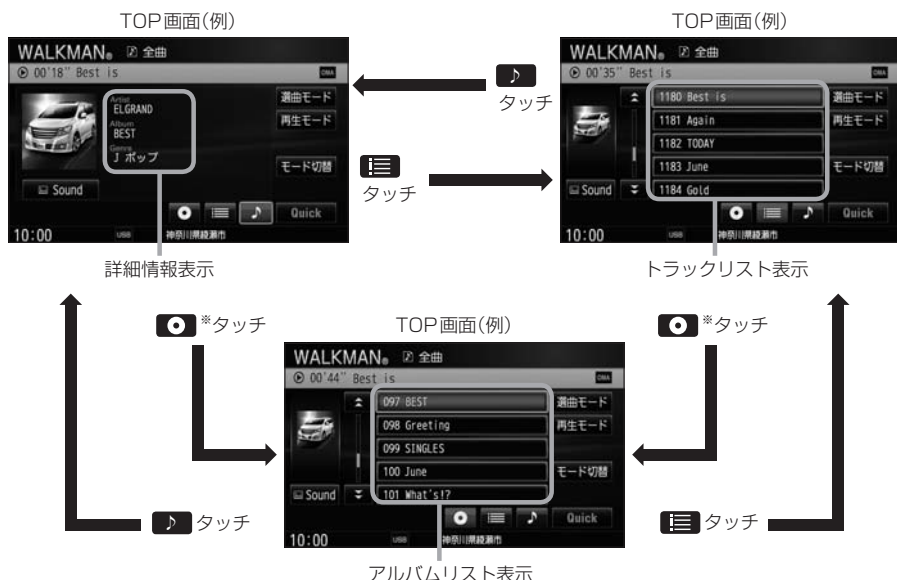 TOP画面(例)
WALKMAN® 全曲
00'18" Best is
DMA
Artist
ELGRAND
Album
BEST
Genre
J ポップ
選曲モード
再生モード
モード切替
Sound
Quick
10:00
USB
神奈川県綾瀬市
詳細情報表示
♪
タッチ
タッチ
TOP画面(例)
WALKMAN® 全曲
00'35" Best is
DMA
1180 Best is
1181 Again
1182 TODAY
1183 June
1184 Gold
選曲モード
再生モード
モード切替
Sound
Quick
10:00
USB
神奈川県綾瀬市
トラックリスト表示
※タッチ
※タッチ
TOP画面(例)
WALKMAN® 全曲
00'44" Best is
DMA
097 BEST
098 Greeting
099 SINGLES
100 June
101 What's!?
選曲モード
再生モード
モード切替
Sound
Quick
10:00
USB
神奈川県綾瀬市
♪ タッチ
タッチ
アルバムリスト表示